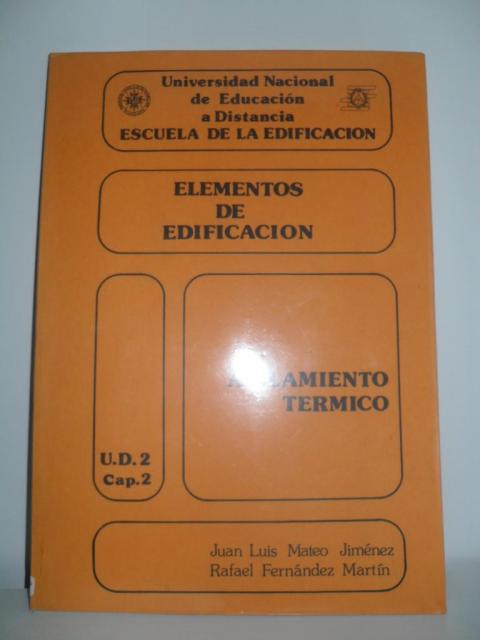 Universidad Nacional
de Educación
a Distancia
ESCUELA DE LA EDIFICACION
ELEMENTOS
DE
EDIFICACION
TERMICO
U.D.2
Cap.2
Juan Luis Mateo Jiménez
Rafael Fernández Martín